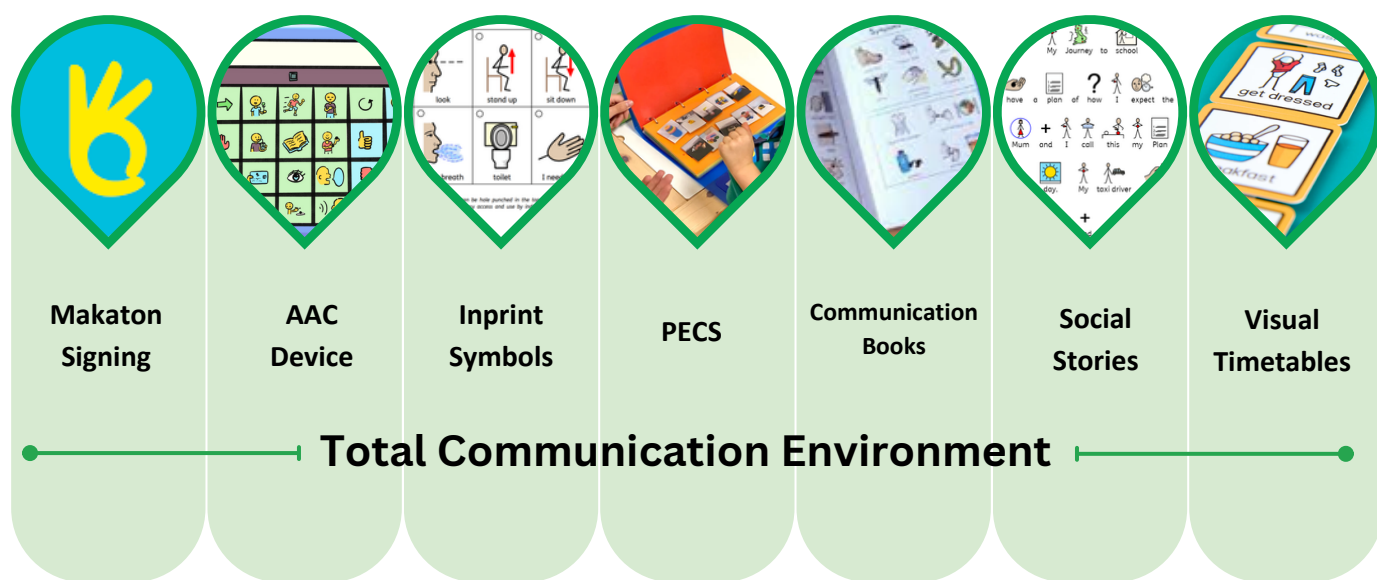 Makaton
Signing
AAC
Device
look
stand up
sit down
breath
toilet
I need
Inprint
Symbols
PECS
Symbols
Communication
Books
My Journey to school
have a plan of how I expect the
Mum and I call this my Plan
day. My taxi driver
Social
Stories
get dressed
Visual
Timetables
Total Communication Environment